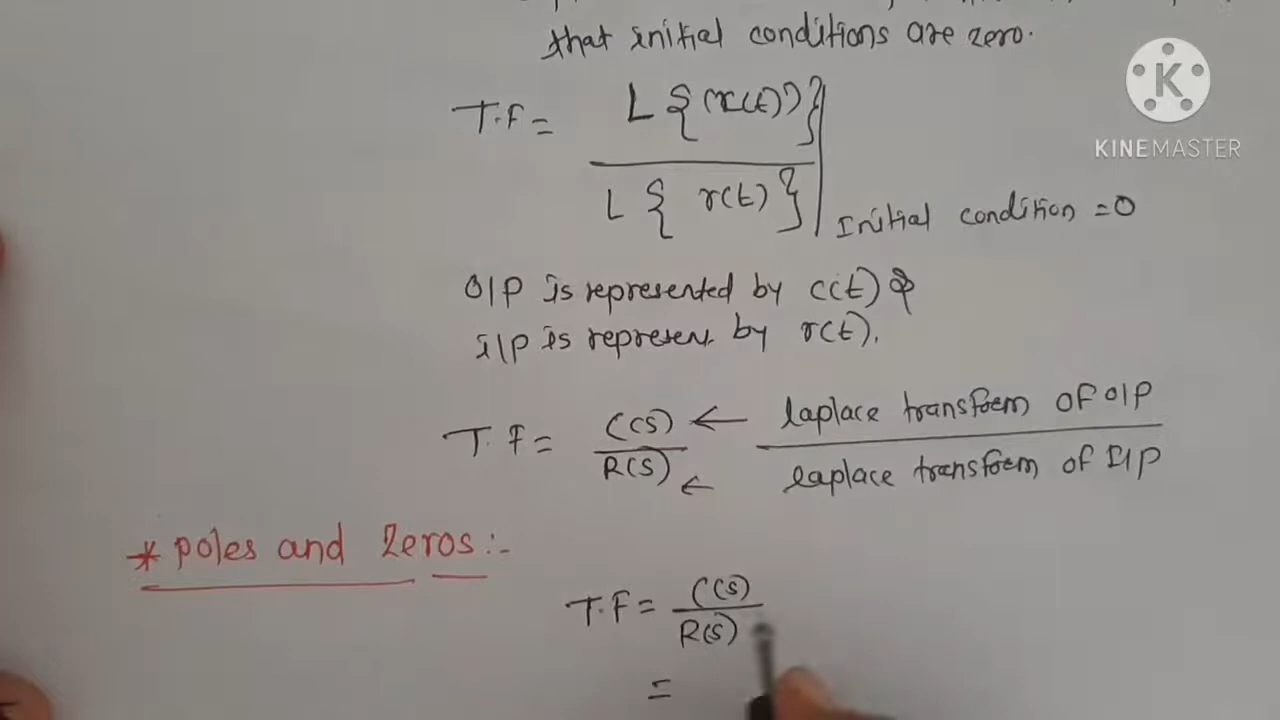 that initial conditions are zero.
K
KINEMASTER
T.F = L{(r(t))}
L{ r(t)} Initial condition = 0
O/P is represented by c(t) &
i/p is represent by r(t).
T.F = C(s) ← laplace transform of O/P
R(s) ← laplace transform of I/P
* poles and zeros :-
T.F = C(s)
R(s)
=